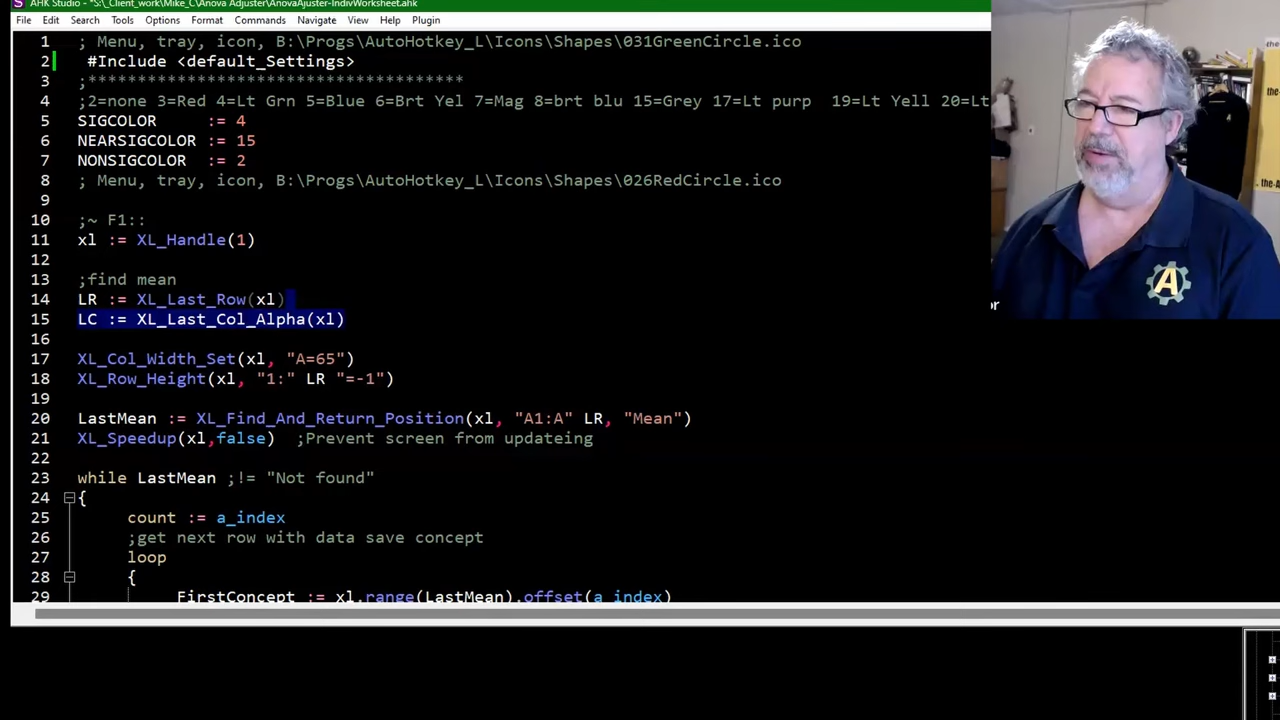 AHK Studio - *S:\_Client_work\Mike_C\Anova Adjuster\AnovaAjuster-IndivWorksheet.ahk
File Edit Search Tools Options Format Commands Navigate View Help Plugin
1 ; Menu, tray, icon, B:\Progs\AutoHotkey_L\Icons\Shapes\031GreenCircle.ico
2 #Include <default_Settings>
3 ;**************************************
4 ;2=none 3=Red 4=Lt Grn 5=Blue 6=Brt Yel 7=Mag 8=brt blu 15=Grey 17=Lt purp 19=Lt Yell 20=Lt
5 SIGCOLOR := 4
6 NEARSIGCOLOR := 15
7 NONSIGCOLOR := 2
8 ; Menu, tray, icon, B:\Progs\AutoHotkey_L\Icons\Shapes\026RedCircle.ico
9
10 ;~ F1::
11 xl := XL_Handle(1)
12
13 ;find mean
14 LR := XL_Last_Row(xl)
15 LC := XL_Last_Col_Alpha(xl)
16
17 XL_Col_Width_Set(xl, "A=65")
18 XL_Row_Height(xl, "1:" LR "=-1")
19
20 LastMean := XL_Find_And_Return_Position(xl, "A1:A" LR, "Mean")
21 XL_Speedup(xl,false) ;Prevent screen from updateing
22
23 while LastMean ;!= "Not found"
24 {
25 count := a_index
26 ;get next row with data save concept
27 loop
28 {
29 FirstConcept := xl.range(LastMean).offset(a_index)
A
or